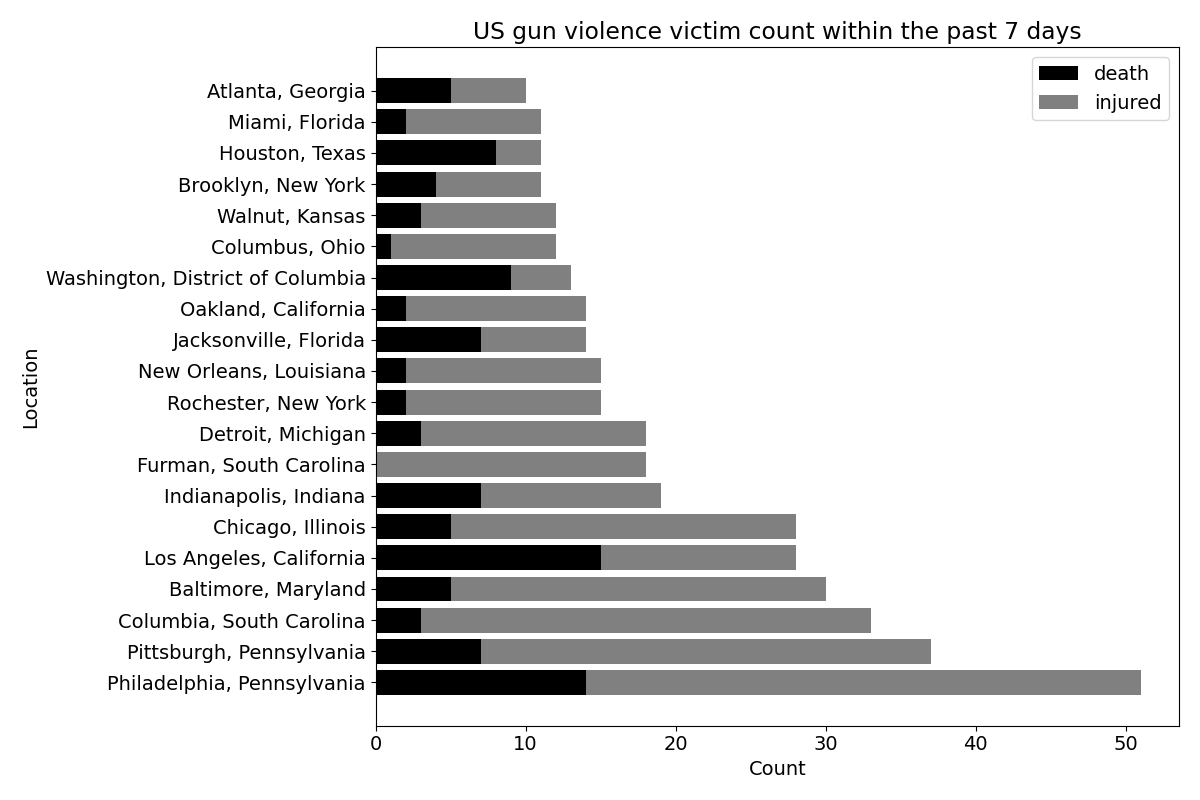 US gun violence victim count within the past 7 days
death
injured
Atlanta, Georgia
Miami, Florida
Houston, Texas
Brooklyn, New York
Walnut, Kansas
Columbus, Ohio
Washington, District of Columbia
Oakland, California
Jacksonville, Florida
New Orleans, Louisiana
Rochester, New York
Detroit, Michigan
Furman, South Carolina
Indianapolis, Indiana
Chicago, Illinois
Los Angeles, California
Baltimore, Maryland
Columbia, South Carolina
Pittsburgh, Pennsylvania
Philadelphia, Pennsylvania
Location
0 10 20 30 40 50
Count